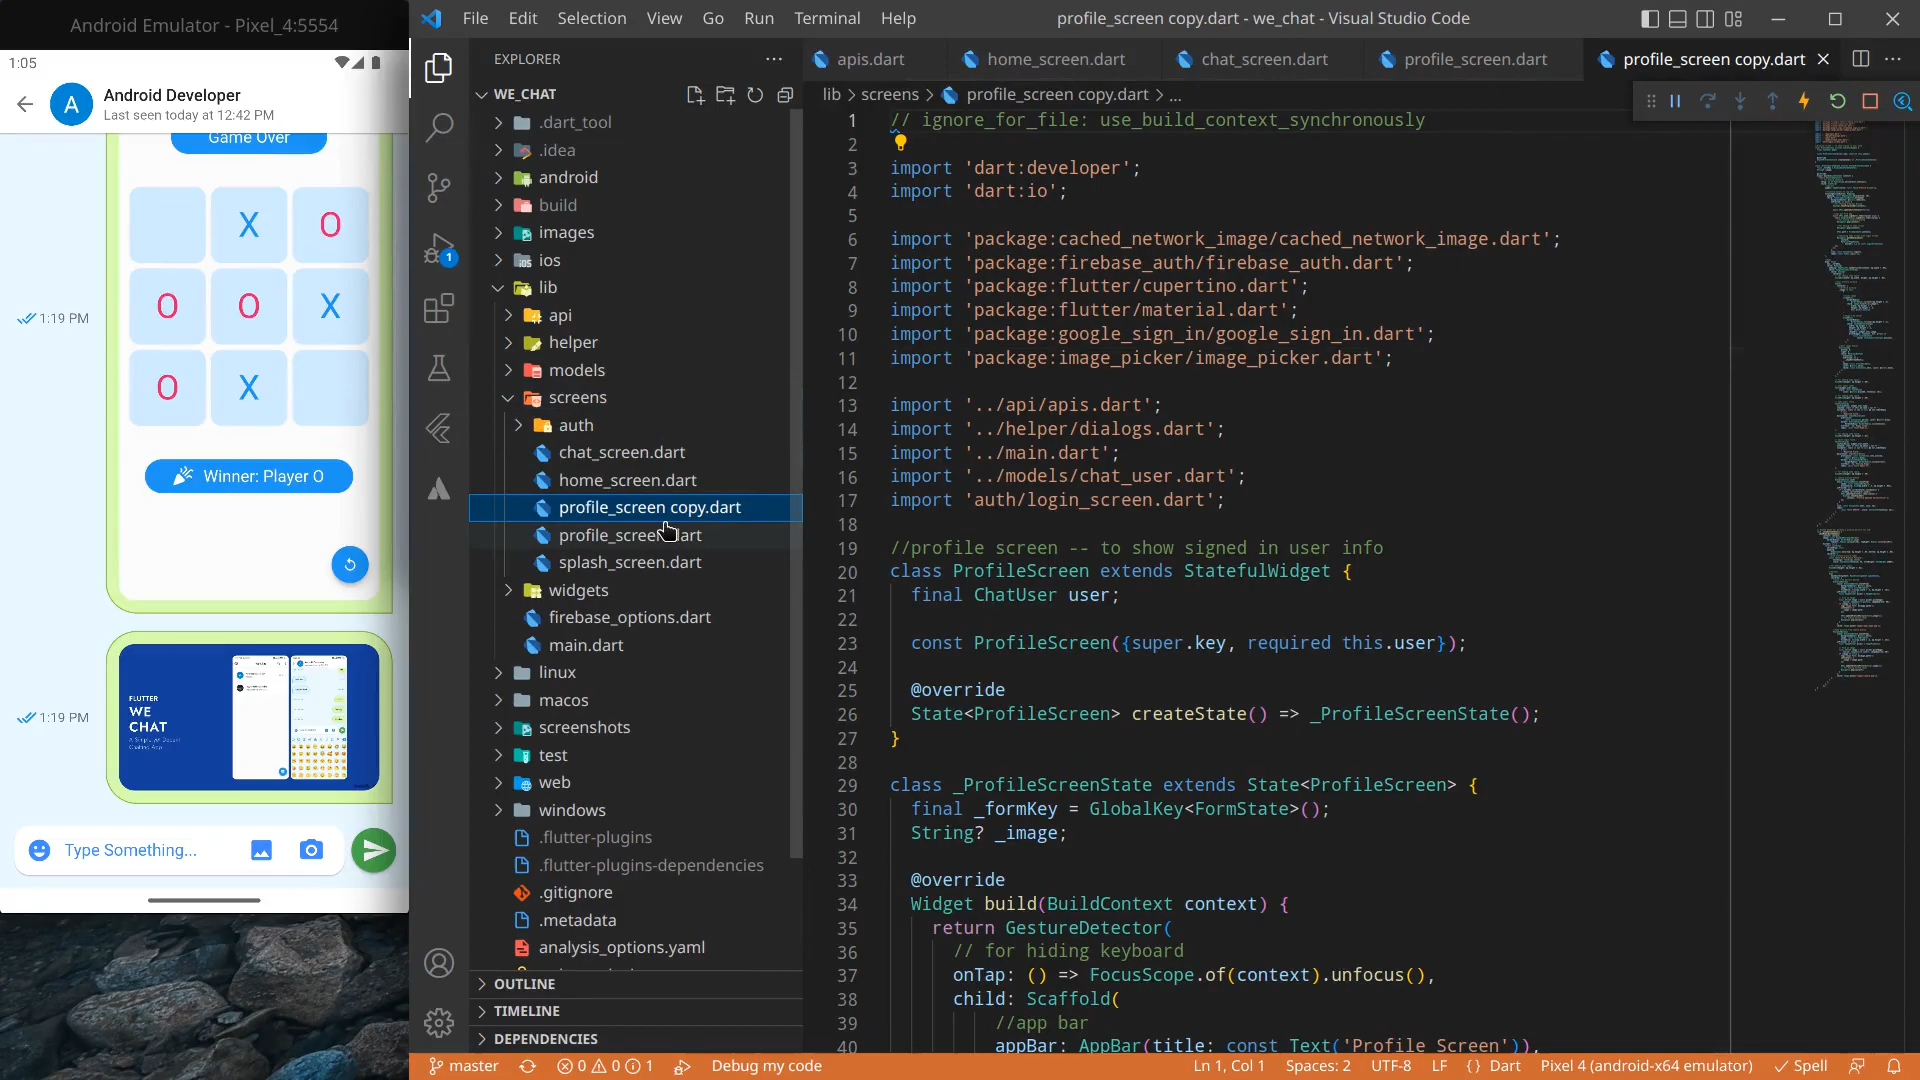 Android Emulator - Pixel_4:5554
1:05
A
Android Developer
Last seen today at 12:42 PM
Game Over
X O
O O X
O X
1:19 PM
Winner: Player O
FLUTTER
WE
CHAT
1:19 PM
Type Something...
File Edit Selection View Go Run Terminal Help
profile_screen copy.dart - we_chat - Visual Studio Code
EXPLORER
WE_CHAT
.dart_tool
.idea
android
build
images
ios
lib
api
helper
models
screens
auth
chat_screen.dart
home_screen.dart
profile_screen copy.dart
profile_screen.dart
splash_screen.dart
widgets
firebase_options.dart
main.dart
linux
macos
screenshots
test
web
windows
.flutter-plugins
.flutter-plugins-dependencies
.gitignore
.metadata
analysis_options.yaml
OUTLINE
TIMELINE
DEPENDENCIES
1
apis.dart
home_screen.dart
chat_screen.dart
profile_screen.dart
profile_screen copy.dart
lib > screens > profile_screen copy.dart > ...
1 // ignore_for_file: use_build_context_synchronously
2
3 import 'dart:developer';
4 import 'dart:io';
5
6 import 'package:cached_network_image/cached_network_image.dart';
7 import 'package:firebase_auth/firebase_auth.dart';
8 import 'package:flutter/cupertino.dart';
9 import 'package:flutter/material.dart';
10 import 'package:google_sign_in/google_sign_in.dart';
11 import 'package:image_picker/image_picker.dart';
12
13 import '../api/apis.dart';
14 import '../helper/dialogs.dart';
15 import '../main.dart';
16 import '../models/chat_user.dart';
17 import 'auth/login_screen.dart';
18
19 //profile screen -- to show signed in user info
20 class ProfileScreen extends StatefulWidget {
21 final ChatUser user;
22
23 const ProfileScreen({super.key, required this.user});
24
25 @override
26 State<ProfileScreen> createState() => _ProfileScreenState();
27 }
28
29 class _ProfileScreenState extends State<ProfileScreen> {
30 final _formKey = GlobalKey<FormState>();
31 String? _image;
32
33 @override
34 Widget build(BuildContext context) {
35 return GestureDetector(
36 // for hiding keyboard
37 onTap: () => FocusScope.of(context).unfocus(),
38 child: Scaffold(
39 //app bar
40 appBar: AppBar(title: const Text('Profile Screen')),
master 0 0 1 Debug my code
Ln 1, Col 1 Spaces: 2 UTF-8 LF {} Dart Pixel 4 (android-x64 emulator) Spell